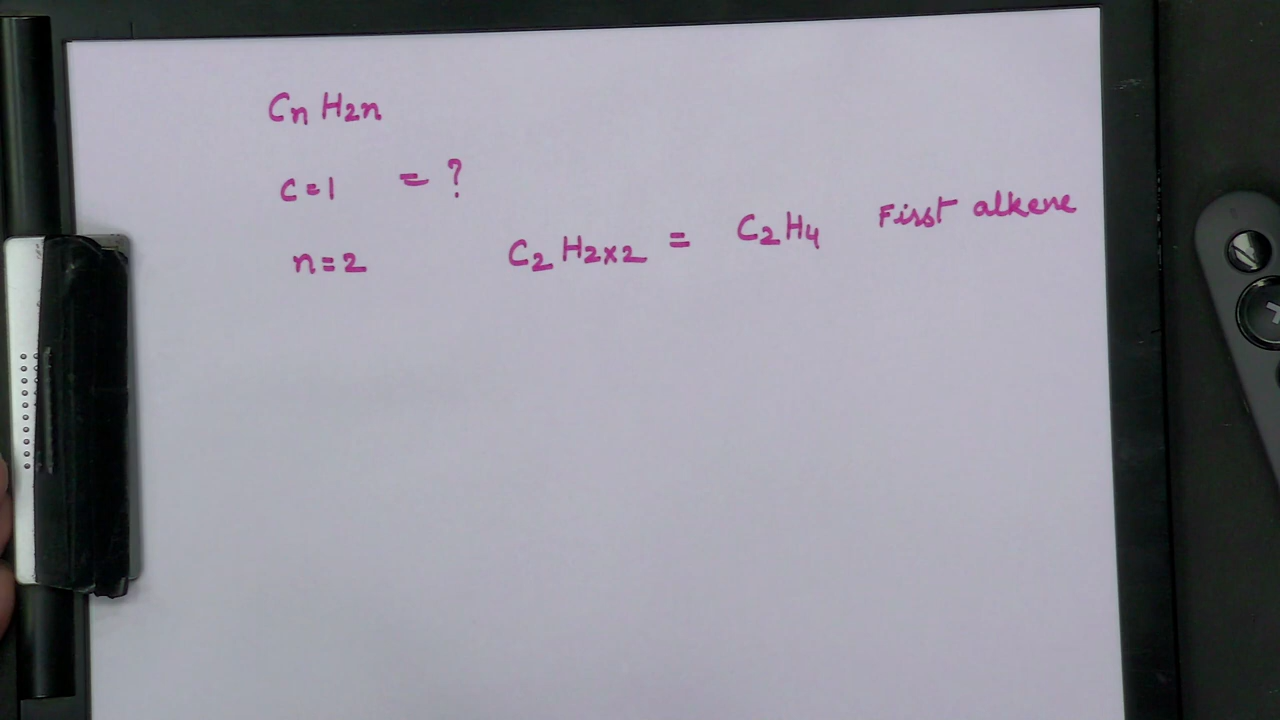 Cn H2n
c=1 = ?
n=2 C2 H2x2 = C2H4 First alkene